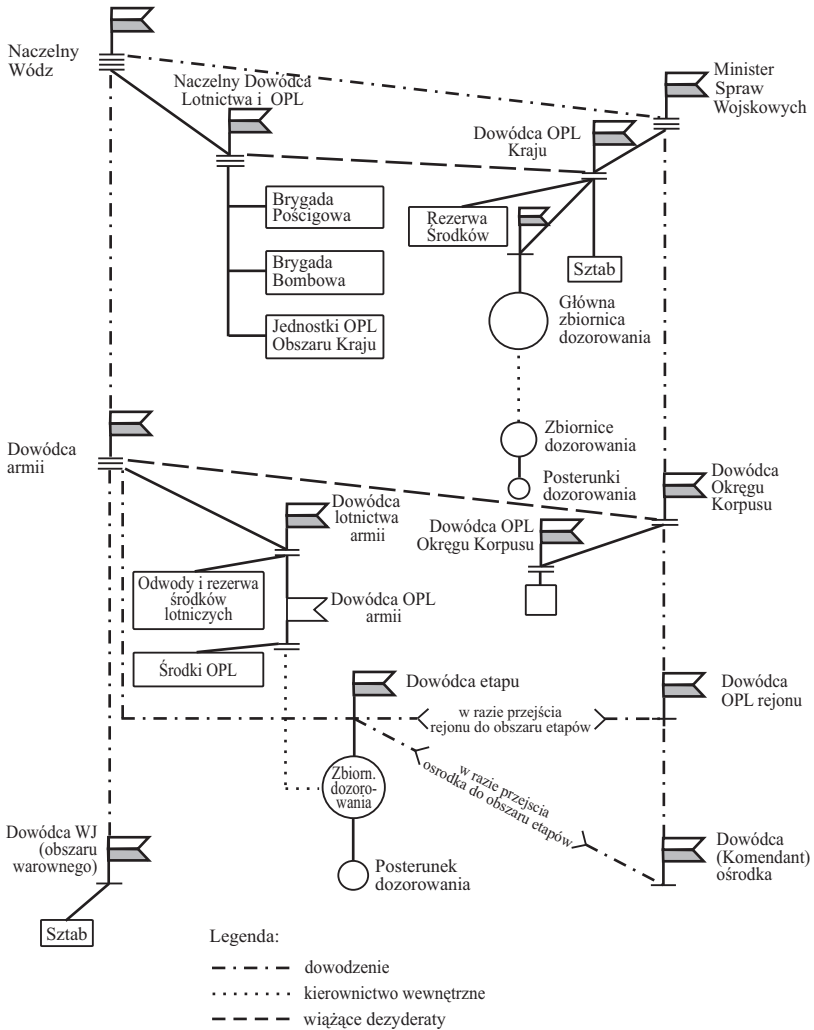 Naczelny
Wódz
Naczelny Dowódca
Lotnictwa i OPL
Minister
Spraw
Wojskowych
Dowódca OPL
Kraju
Brygada
Pościgowa
Rezerwa
Środków
Brygada
Bombowa
Sztab
Jednostki OPL
Obszaru Kraju
Główna
zbiornica
dozorowania
Zbiornice
dozorowania
Posterunki
dozorowania
Dowódca
armii
Dowódca
Okręgu
Korpusu
Dowódca
lotnictwa
armii
Dowódca OPL
Okręgu Korpusu
Odwody i rezerwa
środków
lotniczych
Dowódca OPL
armii
Środki OPL
Dowódca etapu
Dowódca
OPL rejonu
w razie przejścia
rejonu do obszaru etapów
w razie przejscia
osrodka do obszaru etapów
Zbiorn.
dozoro-
wania
Dowódca WJ
(obszaru
warownego)
Posterunek
dozorowania
Dowódca
(Komendant)
ośrodka
Sztab
Legenda:
dowodzenie
kierownictwo wewnętrzne
wiążące dezyderaty